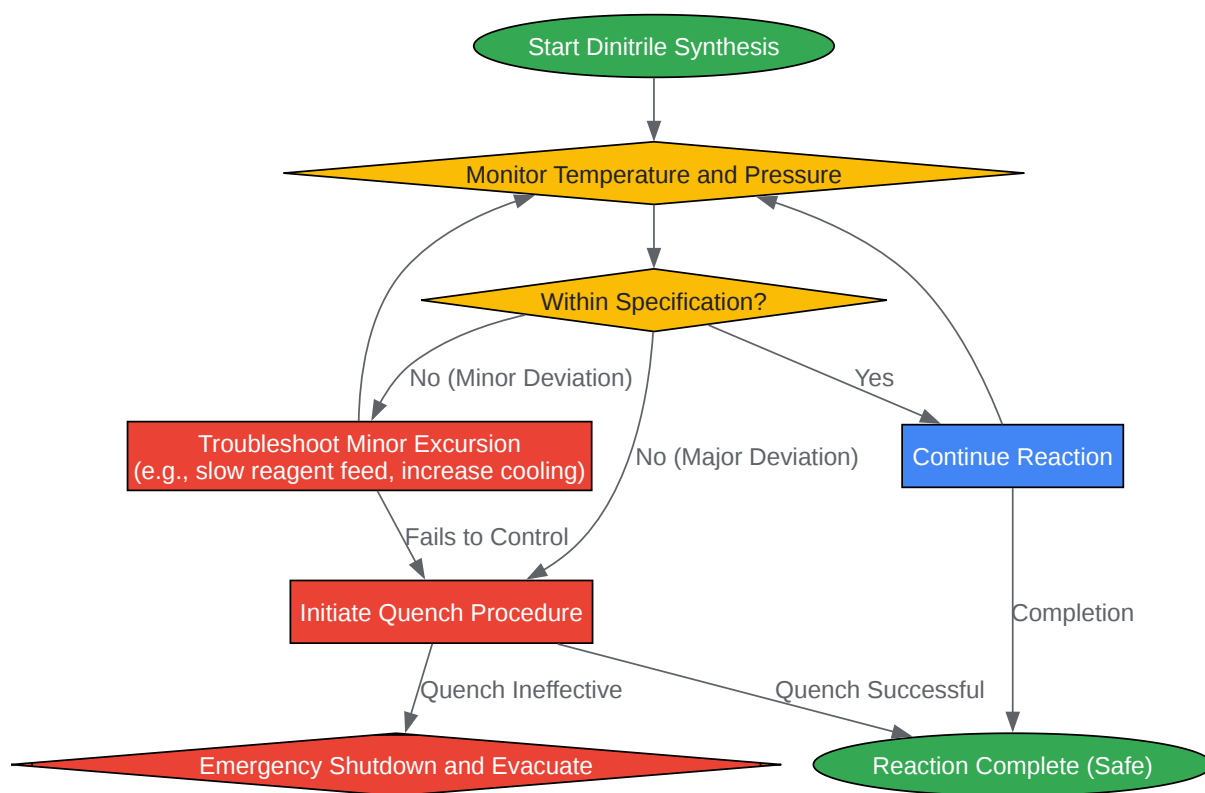 Start Dinitrile Synthesis
Monitor Temperature and Pressure
Within Specification?
No (Minor Deviation)
Yes
Troubleshoot Minor Excursion
(e.g., slow reagent feed, increase cooling)
No (Major Deviation)
Continue Reaction
Fails to Control
Initiate Quench Procedure
Completion
Quench Ineffective
Quench Successful
Emergency Shutdown and Evacuate
Reaction Complete (Safe)